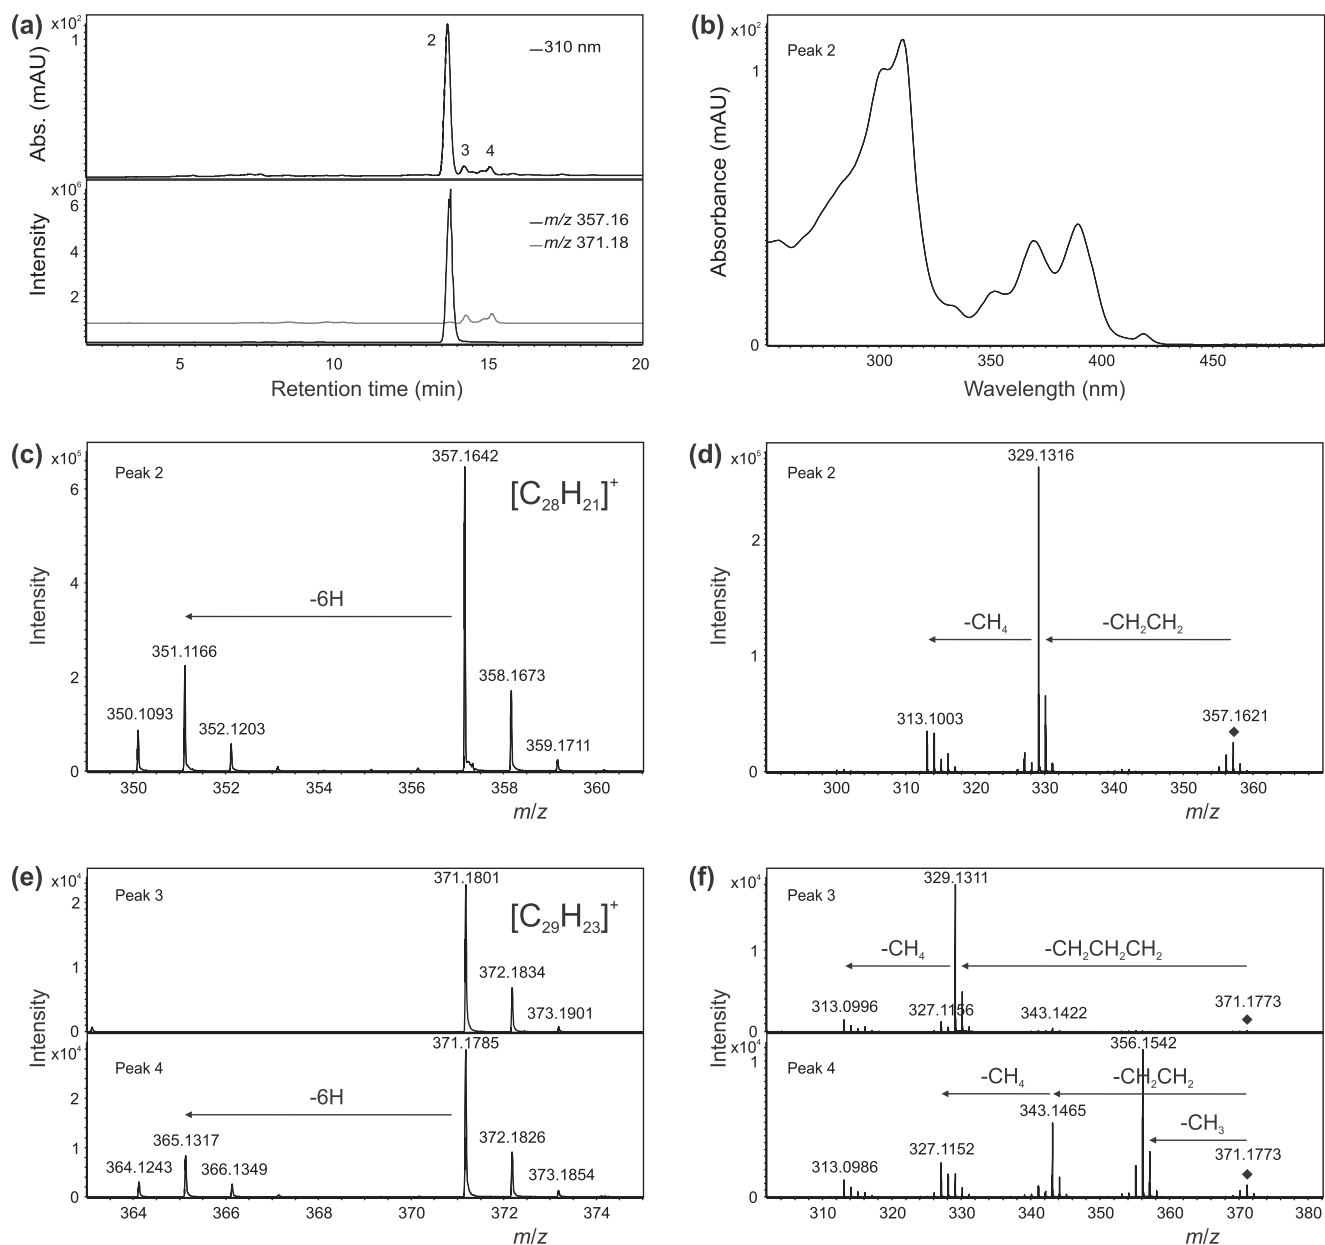 (a)
x10²
1
Abs. (mAU)
2
3
4
310 nm
x10⁶
6
4
2
Intensity
m/z 357.16
m/z 371.18
5
10
15
20
Retention time (min)
(b)
x10²
Peak 2
1
0
Absorbance (mAU)
300
350
400
450
Wavelength (nm)
(c)
x10⁵
Peak 2
357.1642
[C₂₈H₂₁]⁺
6
4
2
0
Intensity
-6H
351.1166
350.1093
352.1203
358.1673
359.1711
350
352
354
356
358
360
m/z
(d)
x10⁵
Peak 2
329.1316
2
1
0
Intensity
-CH₄
-CH₂CH₂
313.1003
357.1621
300
310
320
330
340
350
360
m/z
(e)
x10⁴
Peak 3
371.1801
[C₂₉H₂₃]⁺
2
1
0
372.1834
373.1901
Intensity
x10⁴
Peak 4
371.1785
2
1
0
-6H
365.1317
364.1243
366.1349
372.1826
373.1854
364
366
368
370
372
374
m/z
(f)
x10⁴
Peak 3
329.1311
1
0
-CH₄
-CH₂CH₂CH₂
313.0996
327.1156
343.1422
371.1773
Intensity
x10⁴
Peak 4
356.1542
1
0
-CH₄
-CH₂CH₂
343.1465
-CH₃
327.1152
371.1773
313.0986
310
320
330
340
350
360
370
380
m/z